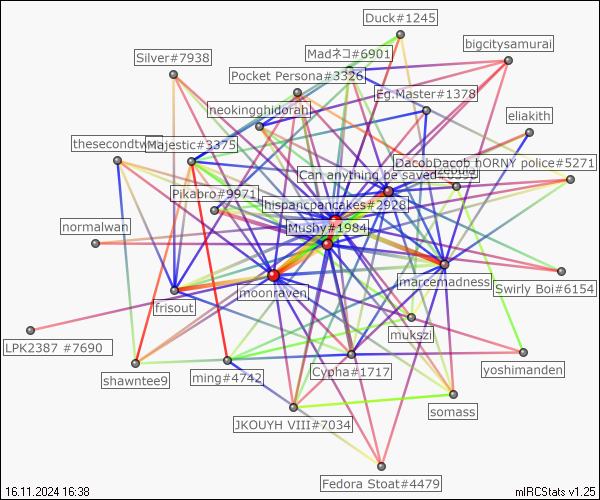 Duck#1245
Madネコ#6901
bigcitysamurai
Silver#7938
Pocket Persona#3326
Eg.Master#1378
neokingghidorah
eliakith
thesecondtw
Majestic#3375
DacobDacob
hORNY police#5271
Can anything be saved
Pikabro#9971
hispancpancakes#2928
Mushy#1984
normalwan
marcemadness
moonraven
Swirly Boi#6154
frisout
mukszi
LPK2387 #7690
shawntee9
ming#4742
Cypha#1717
yoshimanden
somass
JKOUYH VIII#7034
Fedora Stoat#4479
16.11.2024 16:38
mIRCStats v1.25